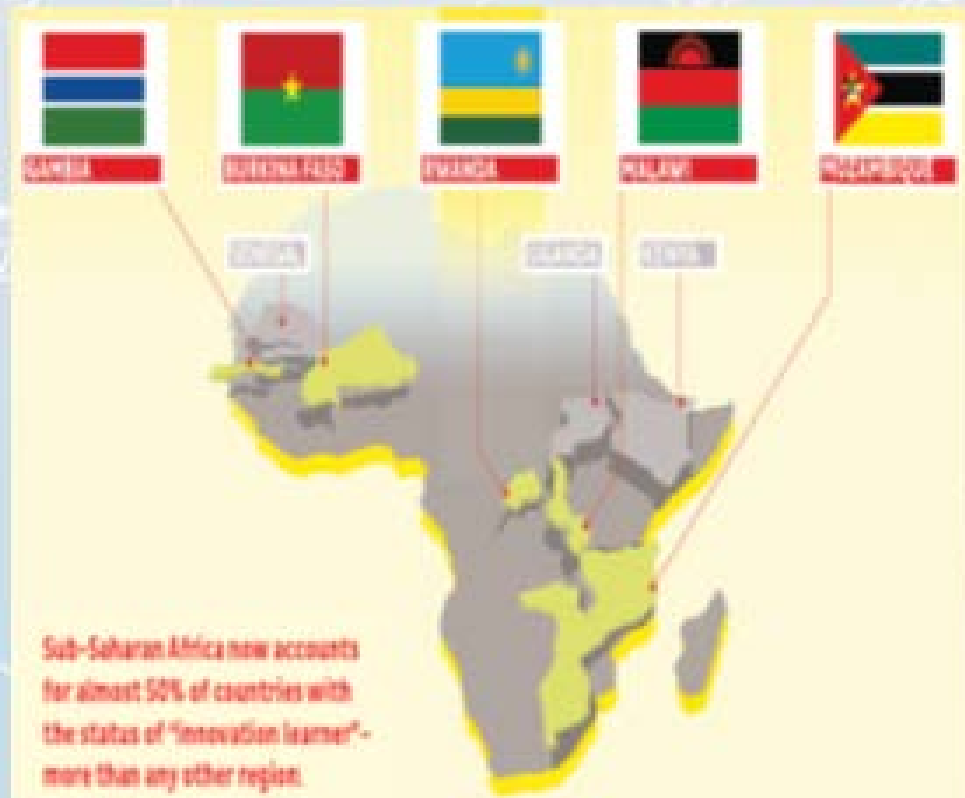 GAMBIA
BURKINA FASO
RWANDA
MALAWI
MOZAMBIQUE
SENEGAL
UGANDA
KENYA
Sub-Saharan Africa now accounts
for almost 50% of countries with
the status of "innovation learner"-
more than any other region.